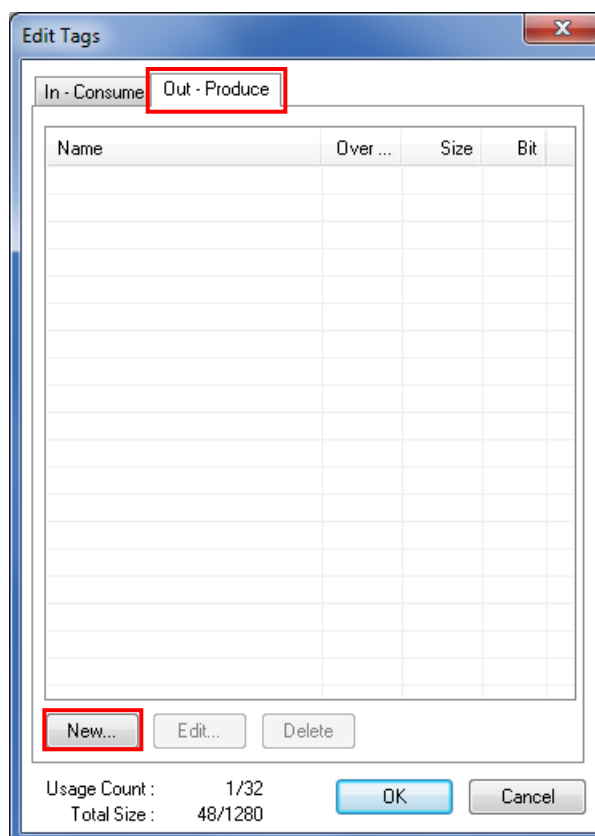 Edit Tags
In - Consume Out - Produce
Name Over ... Size Bit
New... Edit... Delete
Usage Count : 1/32
Total Size : 48/1280
OK Cancel